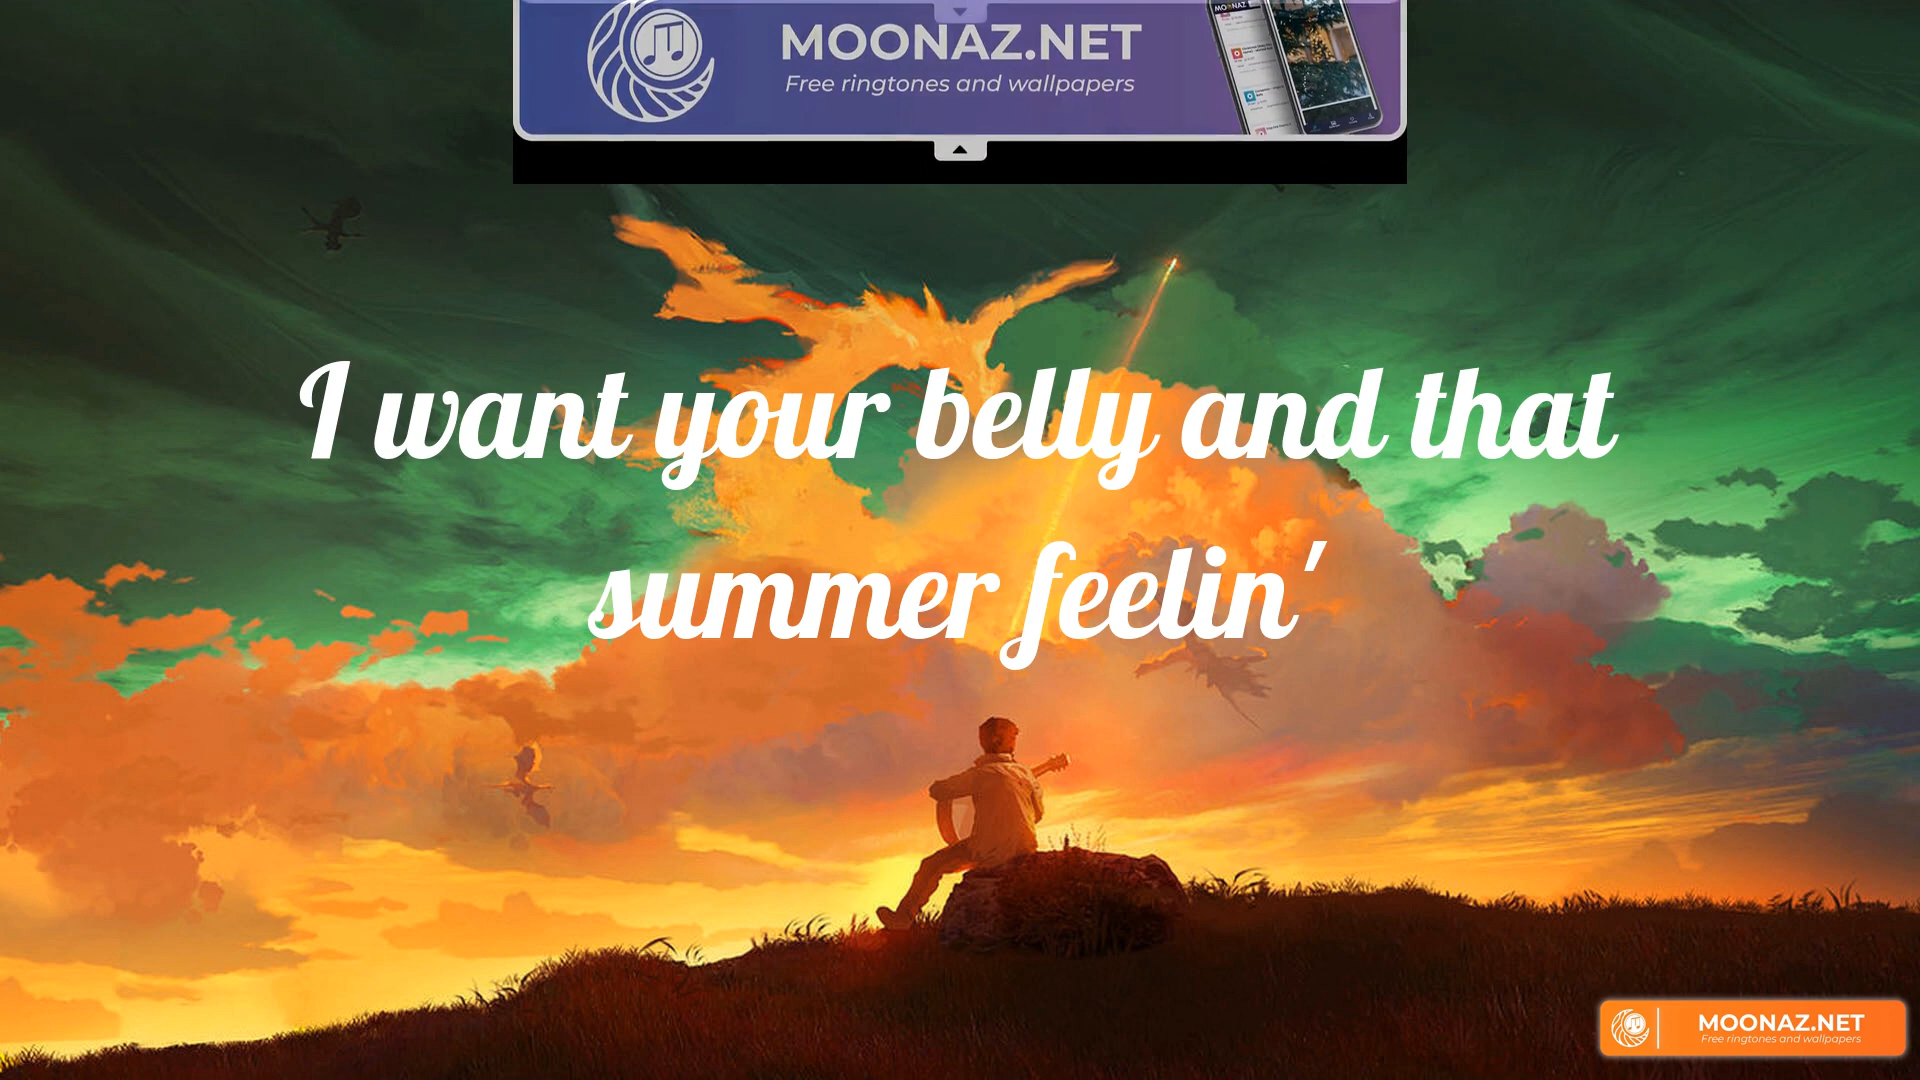 MOONAZ.NET
Free ringtones and wallpapers
I want your belly and that
summer feelin'
MOONAZ.NET
Free ringtones and wallpapers